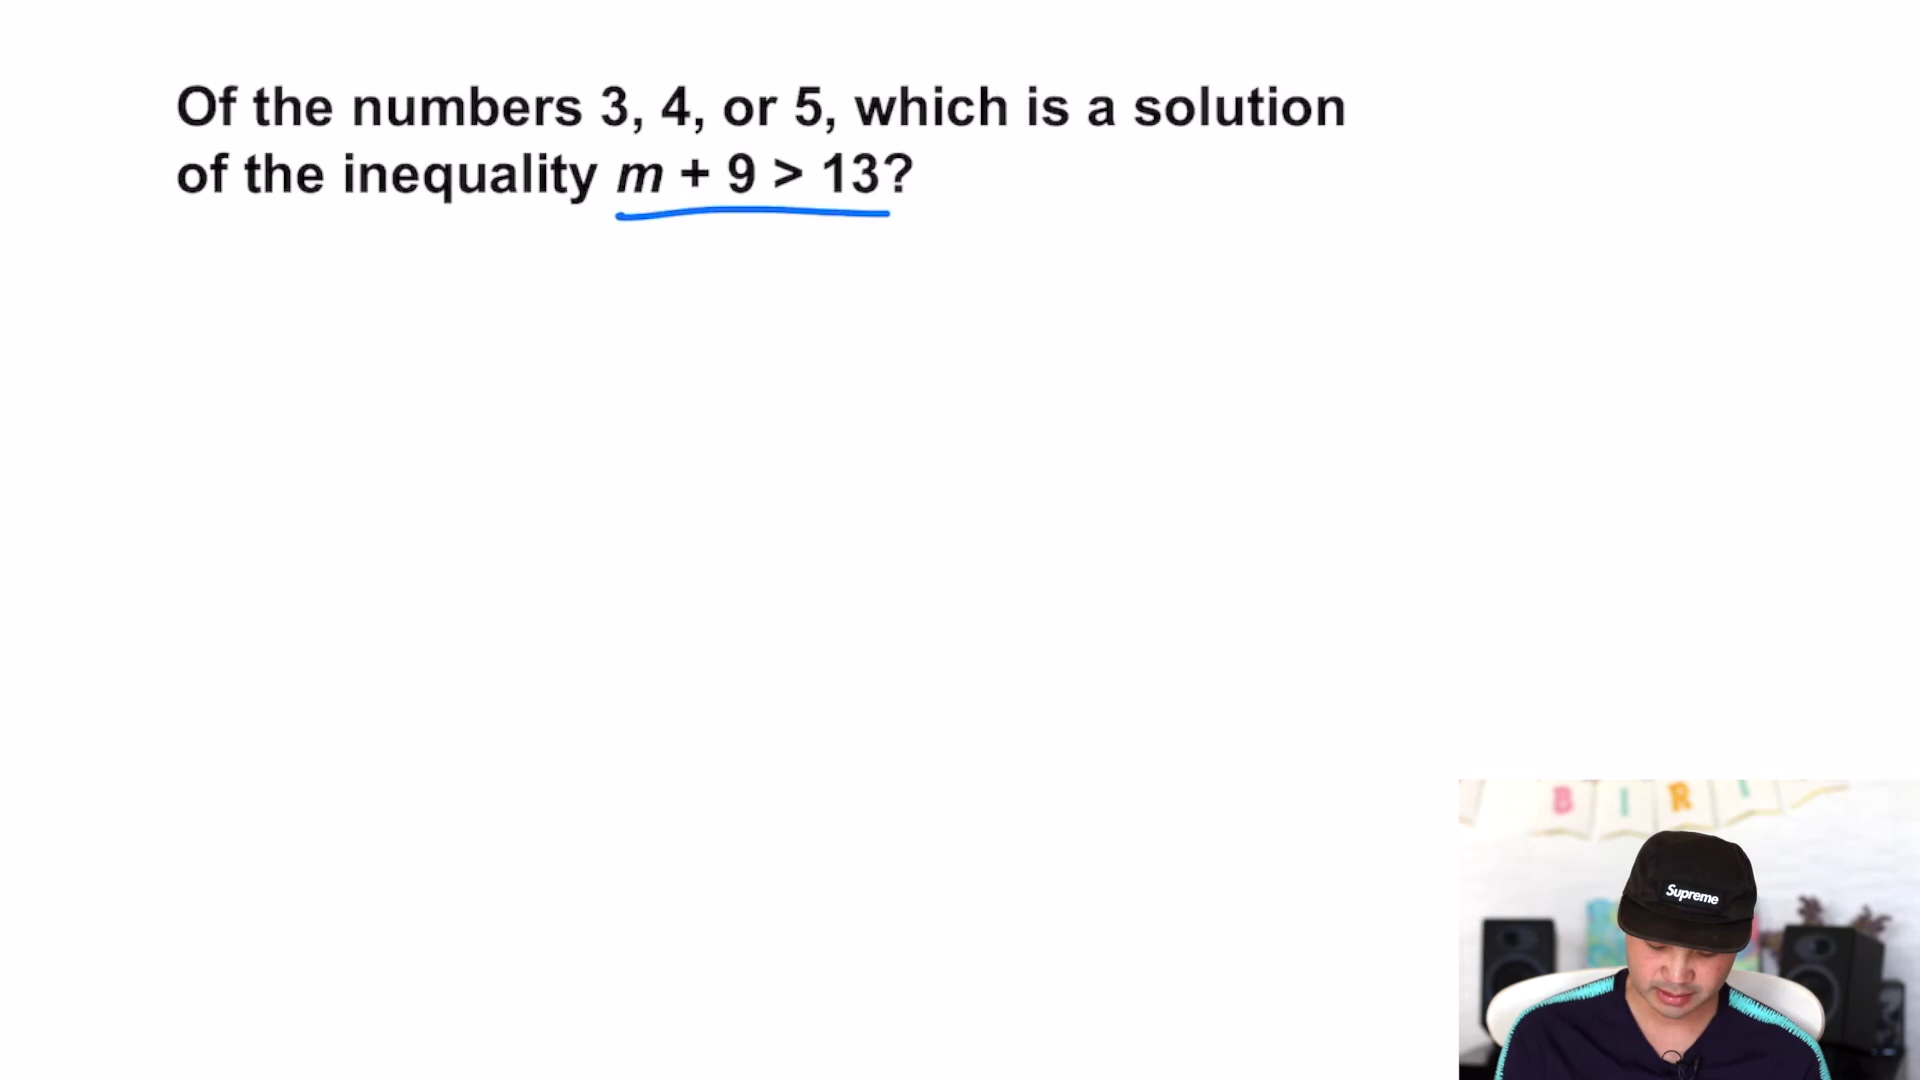 Of the numbers 3, 4, or 5, which is a solution
of the inequality m + 9 > 13?
B I R T
Supreme